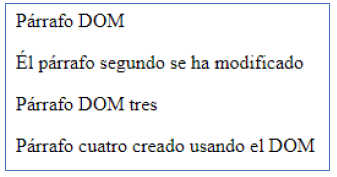 Párrafo DOM
Él párrafo segundo se ha modificado
Párrafo DOM tres
Párrafo cuatro creado usando el DOM